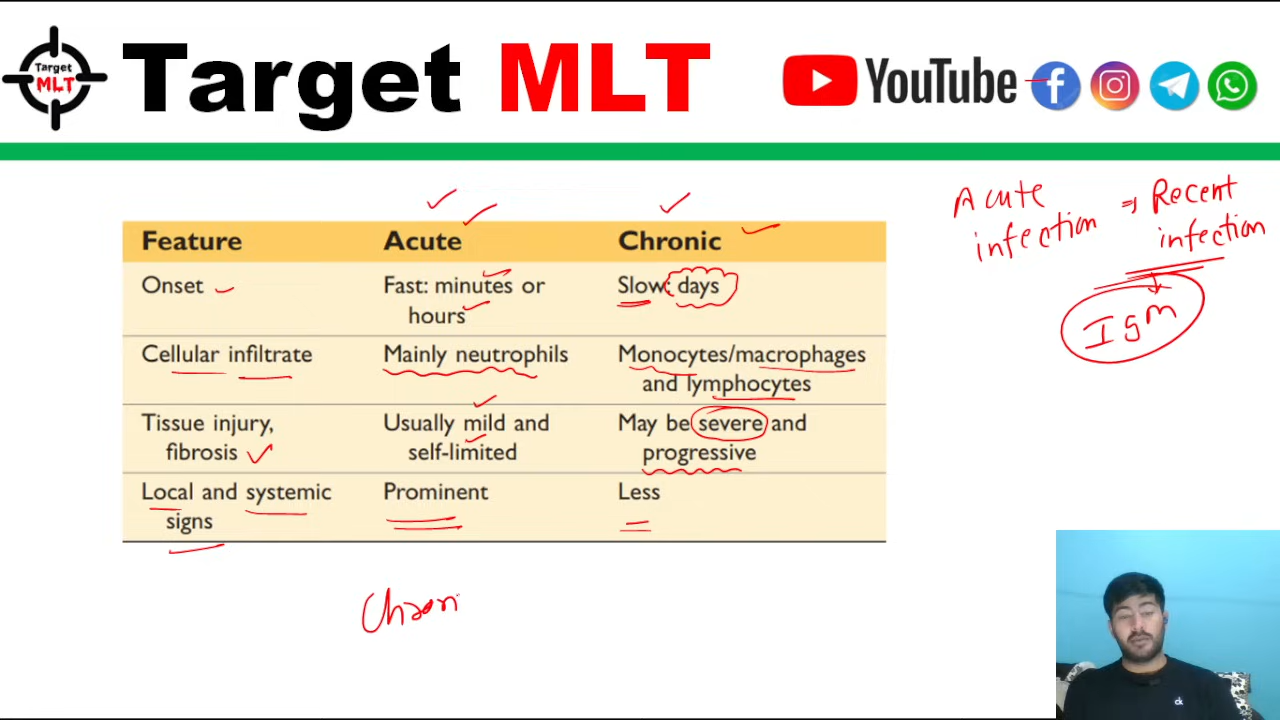 Target
MLT
Target MLT
YouTube
Feature Acute Chronic
Onset Fast: minutes or Slow: days
hours
Cellular infiltrate Mainly neutrophils Monocytes/macrophages
and lymphocytes
Tissue injury, Usually mild and May be severe and
fibrosis self-limited progressive
Local and systemic Prominent Less
signs
Acute
infection ⇒ Recent
infection
IgM
Chroni